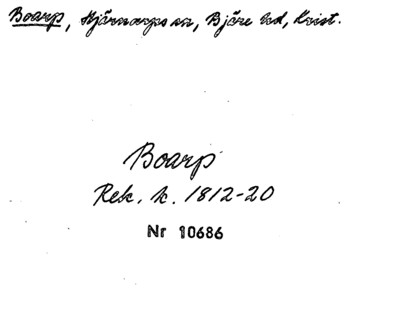 Boarp, Hjärnarps sn, Bjäre hd, Krist.
Boarp
Rek. k. 1812-20
Nr 10686